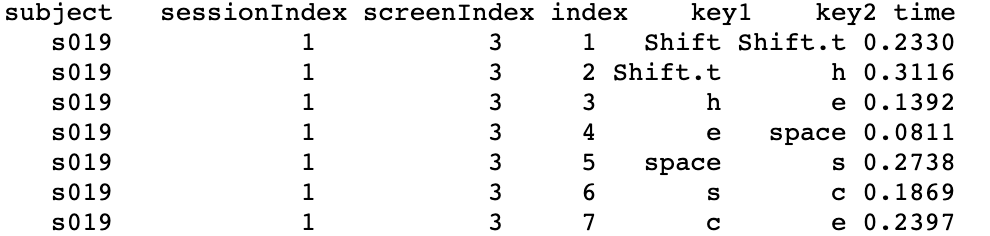 subject sessionIndex screenIndex index key1 key2 time
s019 1 3 1 Shift Shift.t 0.2330
s019 1 3 2 Shift.t h 0.3116
s019 1 3 3 h e 0.1392
s019 1 3 4 e space 0.0811
s019 1 3 5 space s 0.2738
s019 1 3 6 s c 0.1869
s019 1 3 7 c e 0.2397